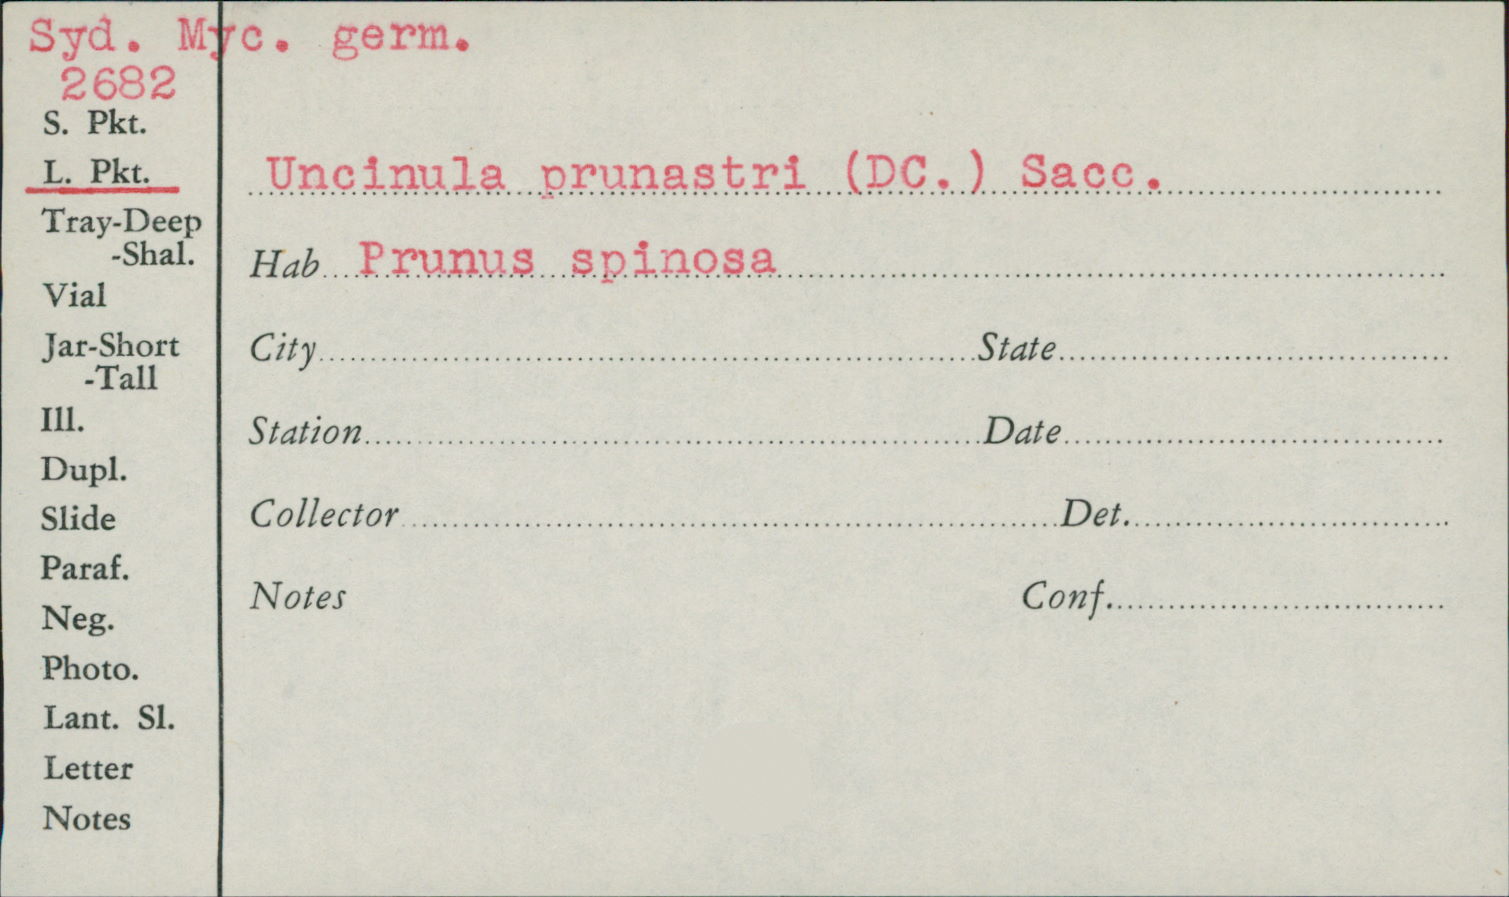 Syd. Myc. germ.
2682
S. Pkt.
L. Pkt.
Tray-Deep
-Shal.
Vial
Jar-Short
-Tall
Ill.
Dupl.
Slide
Paraf.
Neg.
Photo.
Lant. Sl.
Letter
Notes
Uncinula prunastri (DC.) Sacc.
Hab Prunus spinosa
City State
Station Date
Collector Det.
Notes Conf.